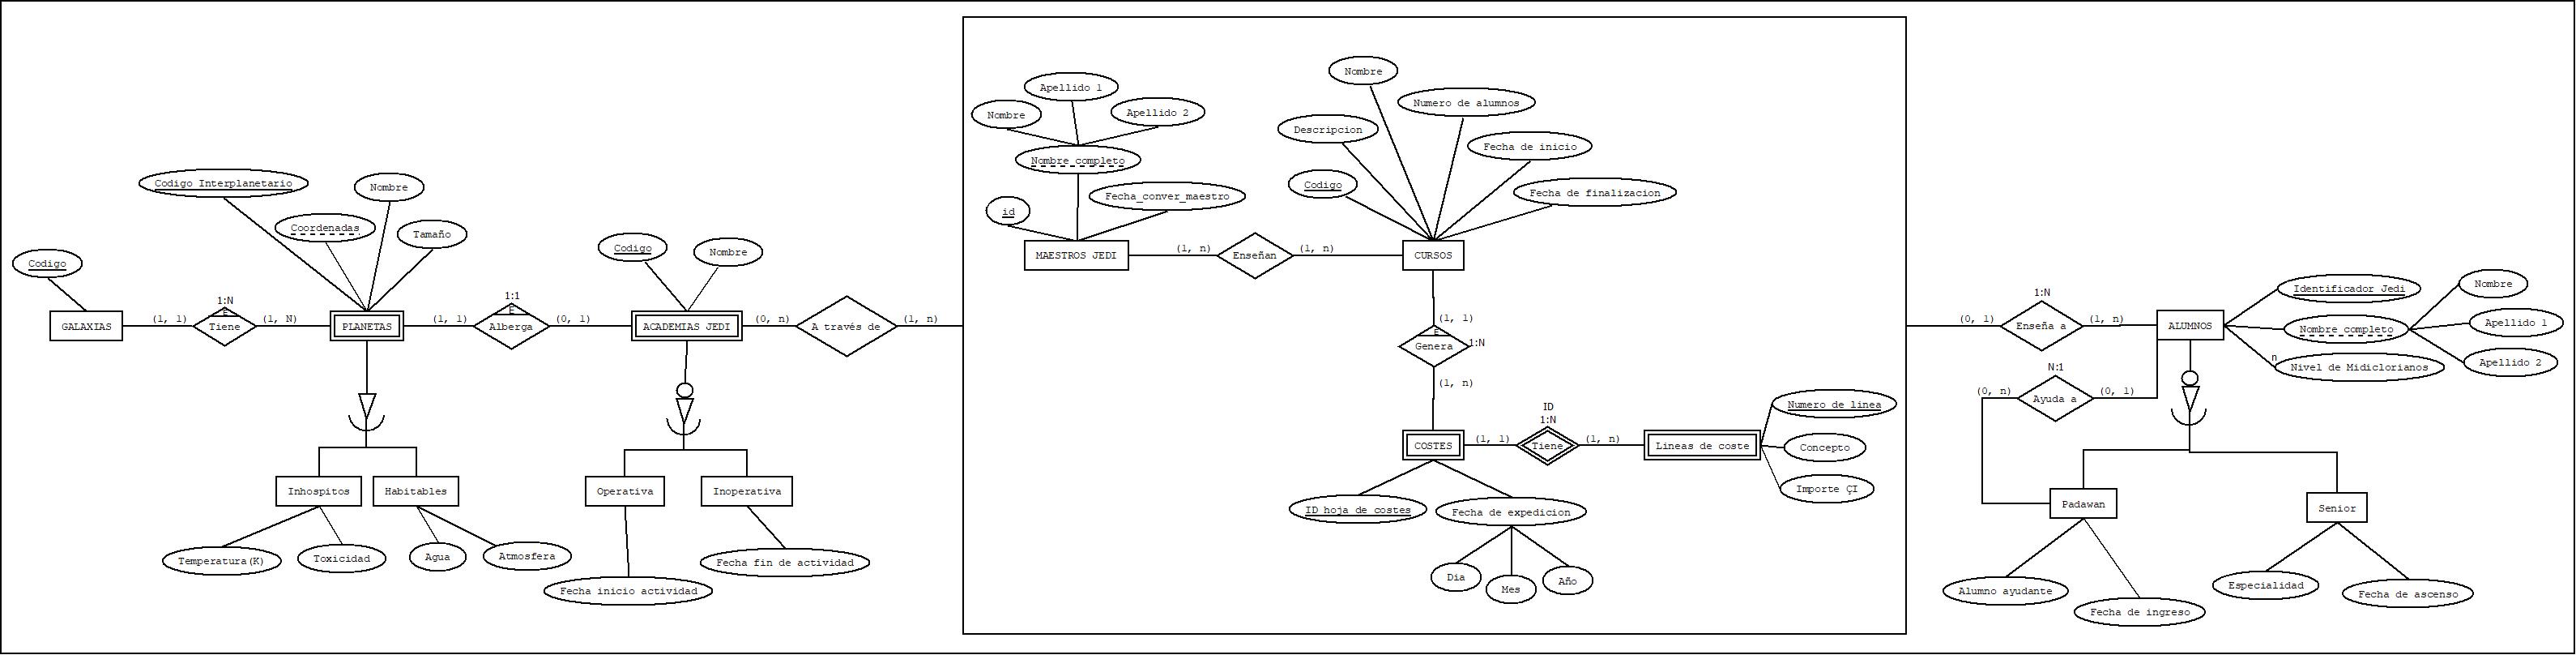 Codigo
GALAXIAS
(1, 1)
1:N
E
Tiene
(1, N)
Codigo Interplanetario
Coordenadas
Nombre
Tamaño
PLANETAS
(1, 1)
1:1
E
Alberga
(0, 1)
Codigo
Nombre
ACADEMIAS JEDI
(0, n)
A través de
(1, n)
Inhospitos
Habitables
Temperatura(K)
Toxicidad
Agua
Atmosfera
Operativa
Inoperativa
Fecha inicio actividad
Fecha fin de actividad
Nombre
Apellido 1
Apellido 2
Nombre completo
id
Fecha_conver_maestro
MAESTROS JEDI
(1, n)
Enseñan
(1, n)
Nombre
Numero de alumnos
Descripcion
Fecha de inicio
Codigo
Fecha de finalizacion
CURSOS
(1, 1)
E
Genera
1:N
(1, n)
COSTES
(1, 1)
ID
1:N
Tiene
(1, n)
Lineas de coste
Numero de linea
Concepto
Importe ÇI
ID hoja de costes
Fecha de expedicion
Dia
Mes
Año
(0, 1)
1:N
Enseña a
(1, n)
ALUMNOS
Identificador Jedi
Nombre completo
n
Nivel de Midiclorianos
Nombre
Apellido 1
Apellido 2
N:1
(0, n)
Ayuda a
(0, 1)
Padawan
Senior
Alumno ayudante
Fecha de ingreso
Especialidad
Fecha de ascenso